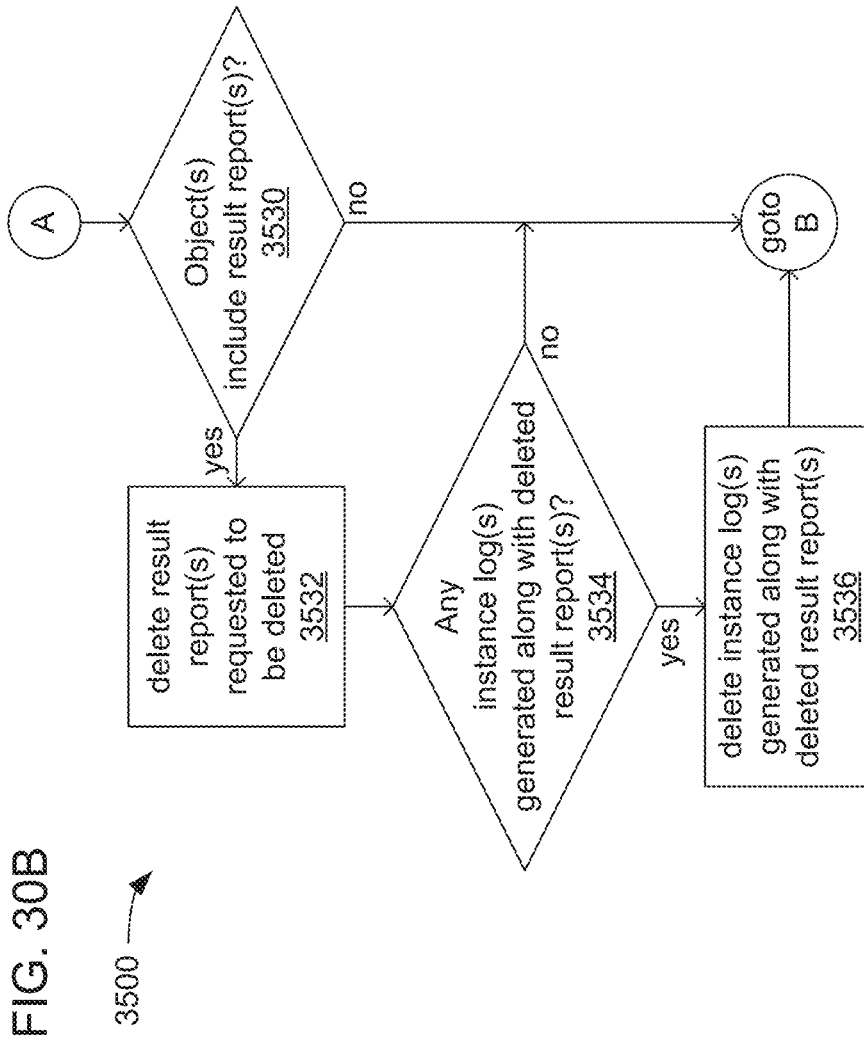 FIG. 30B
3500
A
Object(s)
include result report(s)?
3530
yes
no
delete result
report(s)
requested to
be deleted
3532
Any
instance log(s)
generated along with deleted
result report(s)?
3534
no
yes
delete instance log(s)
generated along with
deleted result report(s)
3536
goto
B